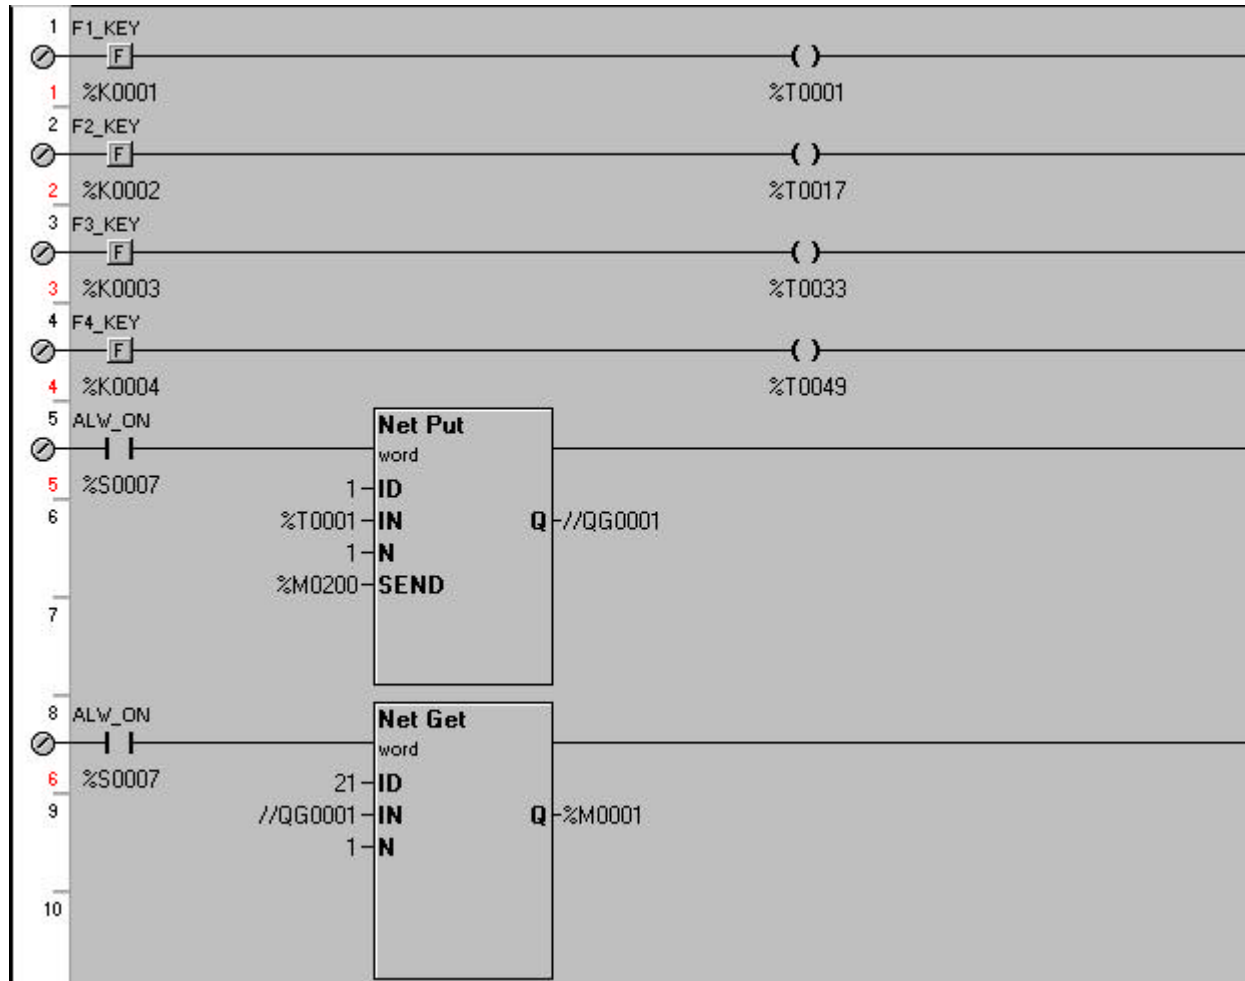 1 F1_KEY
F
( )
1 %K0001 %T0001
2 F2_KEY
F
( )
2 %K0002 %T0017
3 F3_KEY
F
( )
3 %K0003 %T0033
4 F4_KEY
F
( )
4 %K0004 %T0049
5 ALW_ON Net Put
word
5 %S0007 1 ID
6 %T0001 IN Q //QG0001
1 N
%M0200 SEND
7
8 ALW_ON Net Get
word
6 %S0007 21 ID
9 //QG0001 IN Q %M0001
1 N
10